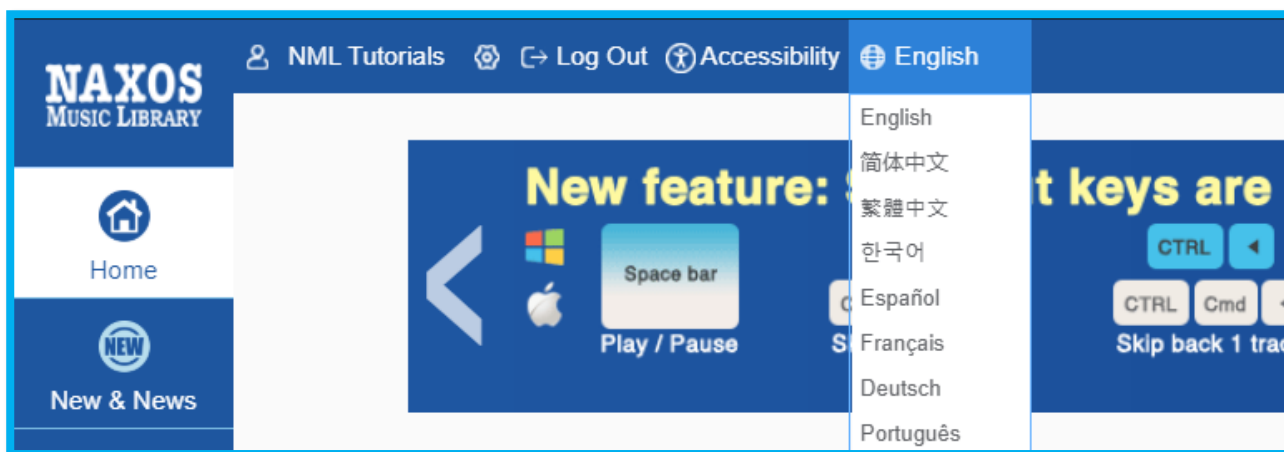 NAXOS
MUSIC LIBRARY
NML Tutorials Log Out Accessibility English
Home
NEW
New & News
English
简体中文
繁體中文
한국어
Español
Français
Deutsch
Português
New feature: t keys are
Space bar
Play / Pause
CTRL
CTRL Cmd
Skip back 1